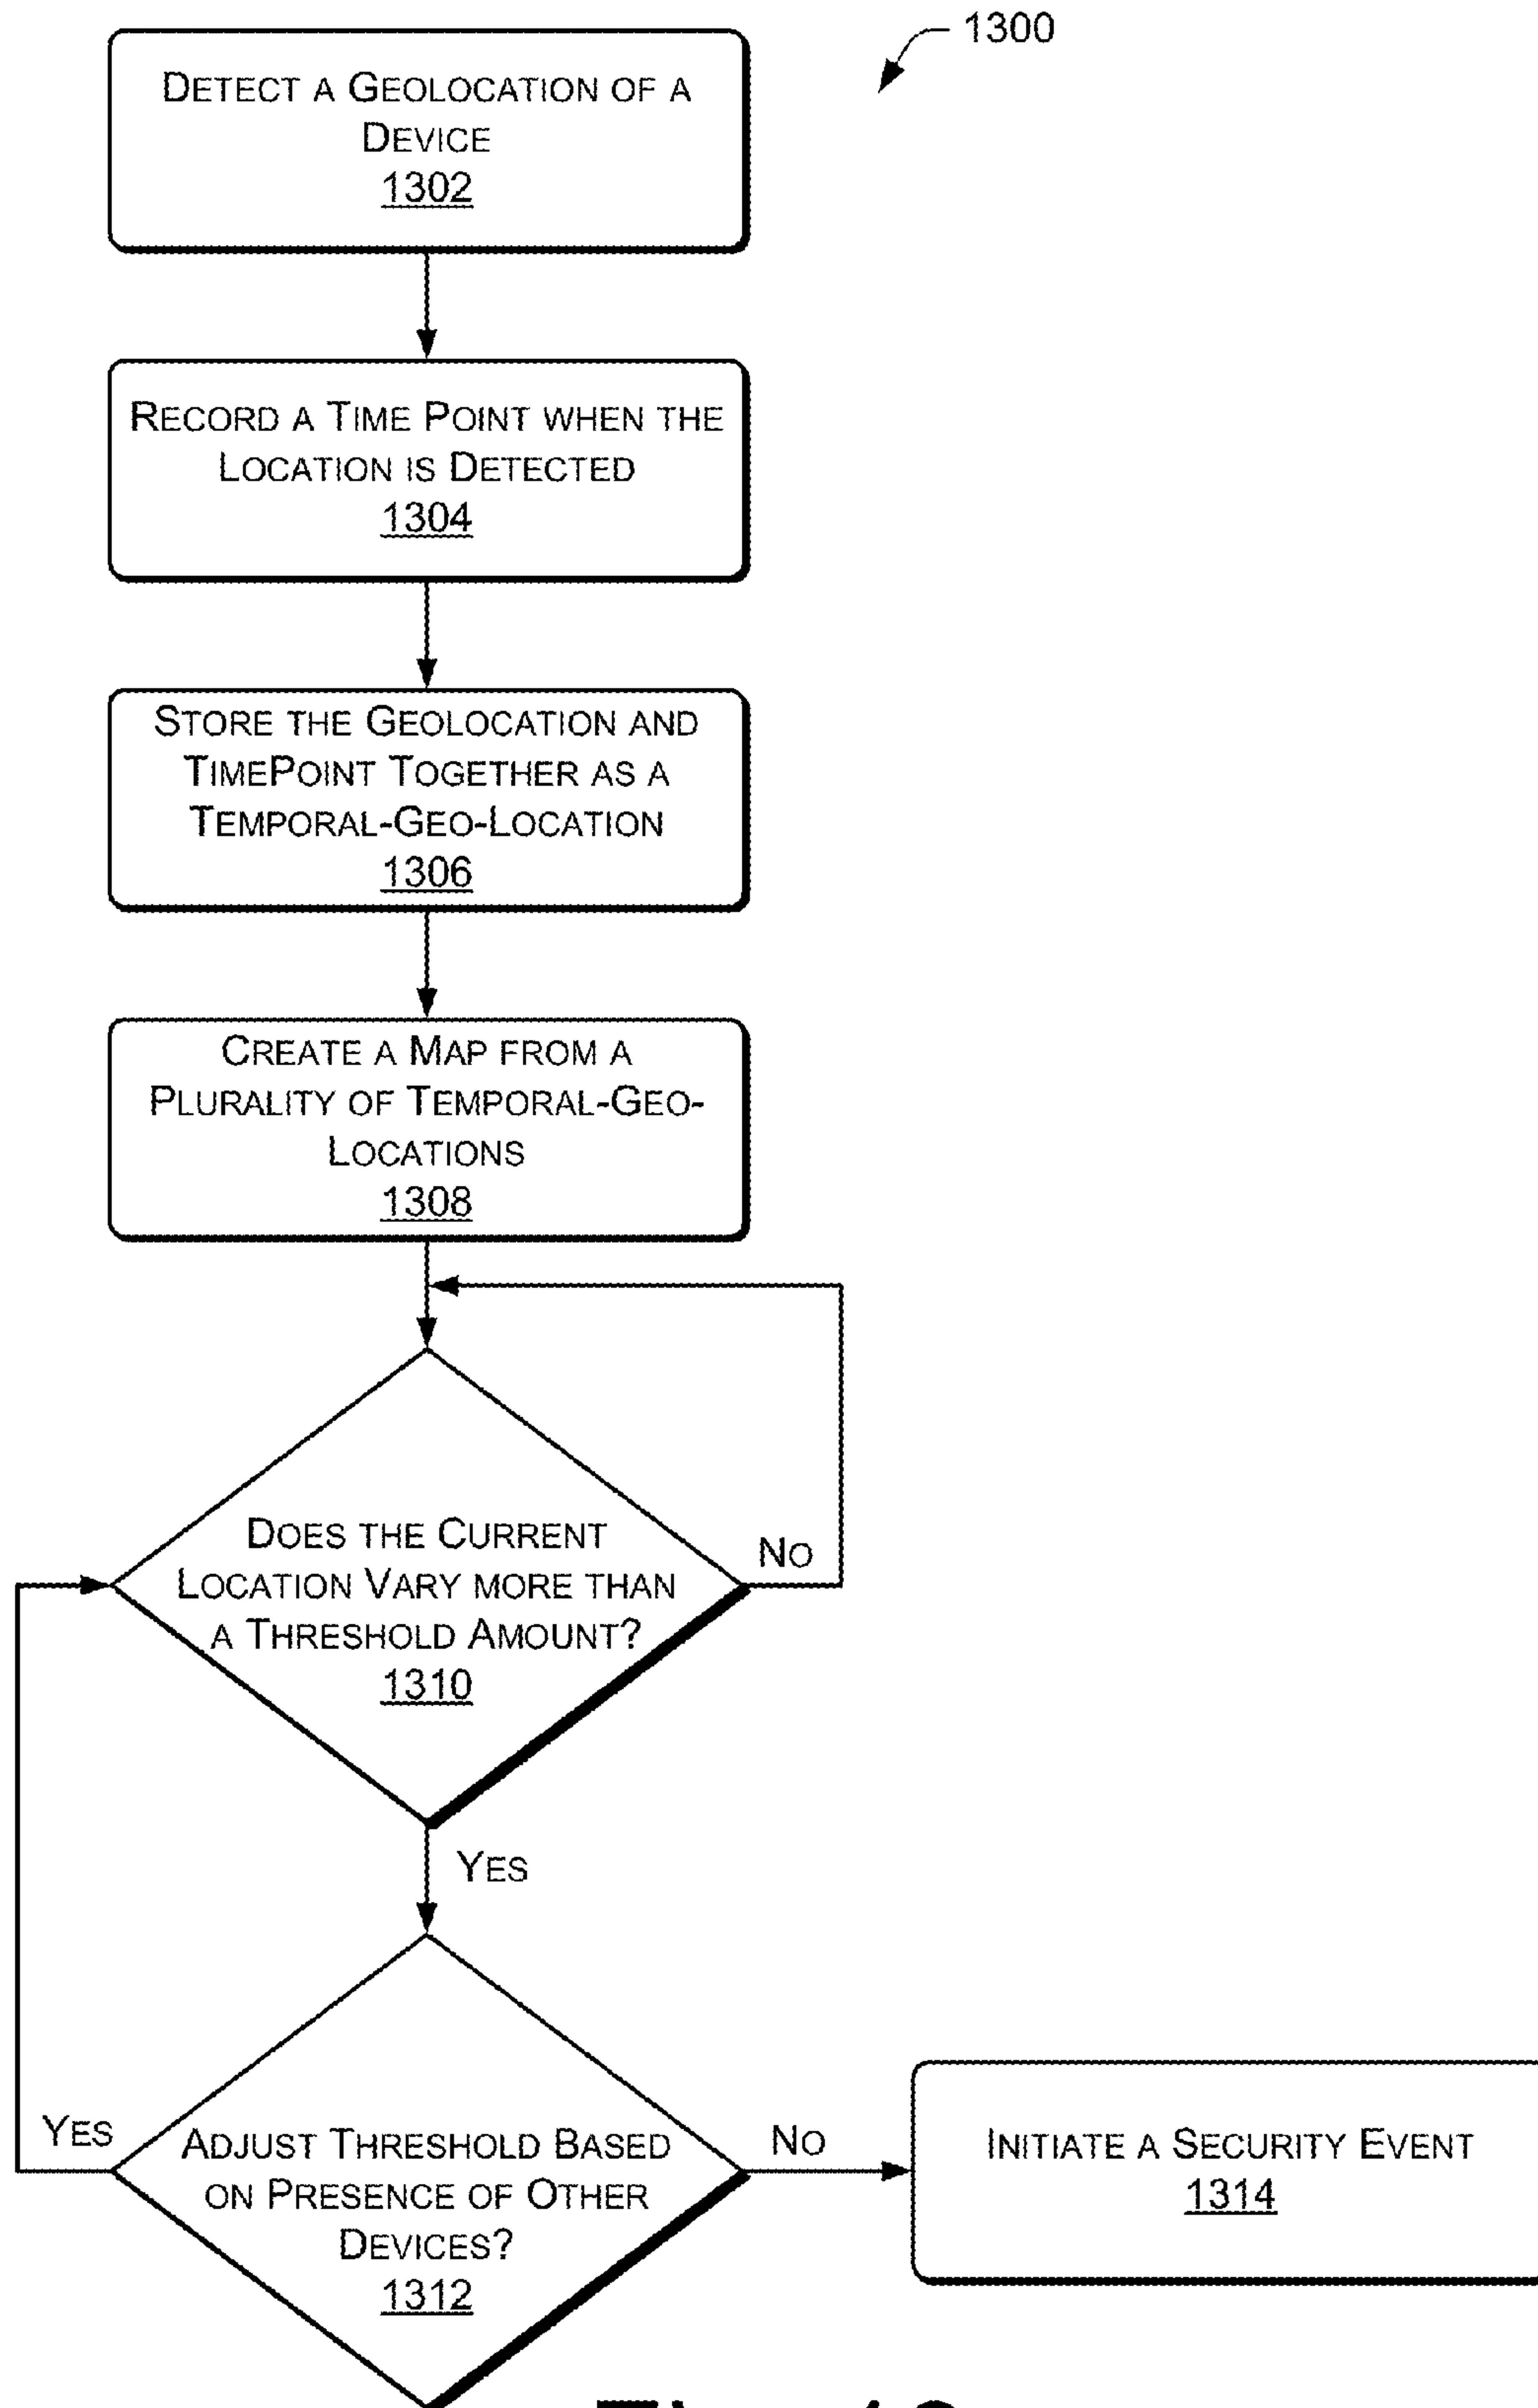 1300
DETECT A GEOLOCATION OF A
DEVICE
1302
RECORD A TIME POINT WHEN THE
LOCATION IS DETECTED
1304
STORE THE GEOLOCATION AND
TIMEPOINT TOGETHER AS A
TEMPORAL-GEO-LOCATION
1306
CREATE A MAP FROM A
PLURALITY OF TEMPORAL-GEO-
LOCATIONS
1308
DOES THE CURRENT
LOCATION VARY MORE THAN
A THRESHOLD AMOUNT?
1310
NO
YES
YES
ADJUST THRESHOLD BASED
ON PRESENCE OF OTHER
DEVICES?
1312
NO
INITIATE A SECURITY EVENT
1314